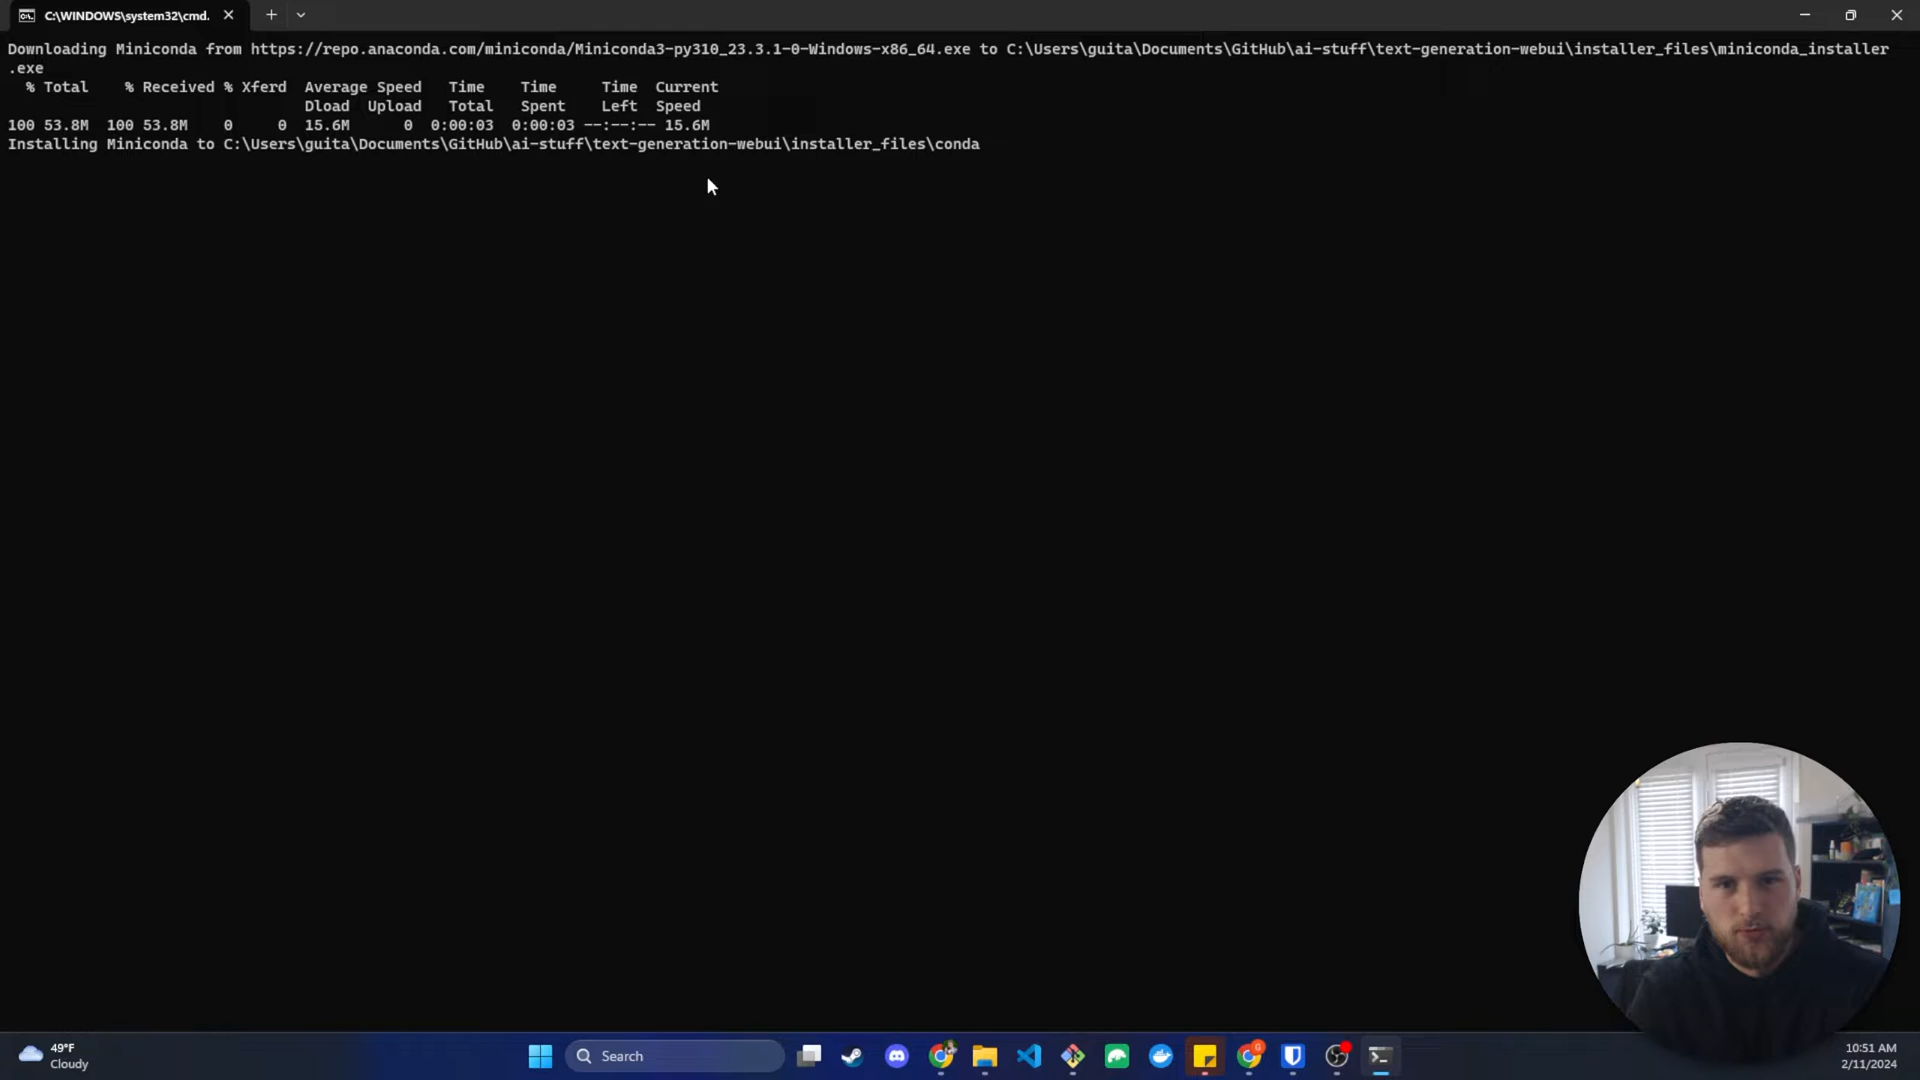 C:\WINDOWS\system32\cmd.
Downloading Miniconda from https://repo.anaconda.com/miniconda/Miniconda3-py310_23.3.1-0-Windows-x86_64.exe to C:\Users\guita\Documents\GitHub\ai-stuff\text-generation-webui\installer_files\miniconda_installer
.exe
% Total % Received % Xferd Average Speed Time Time Time Current
Dload Upload Total Spent Left Speed
100 53.8M 100 53.8M 0 0 15.6M 0 0:00:03 0:00:03 --:--:-- 15.6M
Installing Miniconda to C:\Users\guita\Documents\GitHub\ai-stuff\text-generation-webui\installer_files\conda
49°F
Cloudy
Search
10:51 AM
2/11/2024